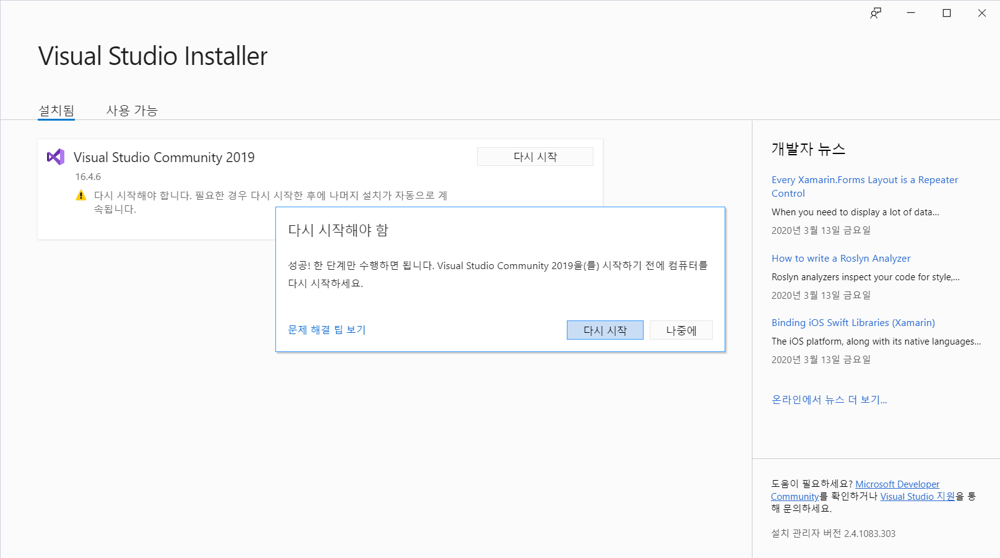 Visual Studio Installer
설치됨
사용 가능
Visual Studio Community 2019
다시 시작
16.4.6
다시 시작해야 합니다. 필요한 경우 다시 시작한 후에 나머지 설치가 자동으로 계
속됩니다.
다시 시작해야 함
성공! 한 단계만 수행하면 됩니다. Visual Studio Community 2019을(를) 시작하기 전에 컴퓨터를
다시 시작하세요.
문제 해결 팁 보기
다시 시작
나중에
개발자 뉴스
Every Xamarin.Forms Layout is a Repeater
Control
When you need to display a lot of data...
2020년 3월 13일 금요일
How to write a Roslyn Analyzer
Roslyn analyzers inspect your code for style,...
2020년 3월 13일 금요일
Binding iOS Swift Libraries (Xamarin)
The iOS platform, along with its native languages...
2020년 3월 13일 금요일
온라인에서 뉴스 더 보기...
도움이 필요하세요? Microsoft Developer
Community를 확인하거나 Visual Studio 지원을 통
해 문의하세요.
설치 관리자 버전 2.4.1083.303